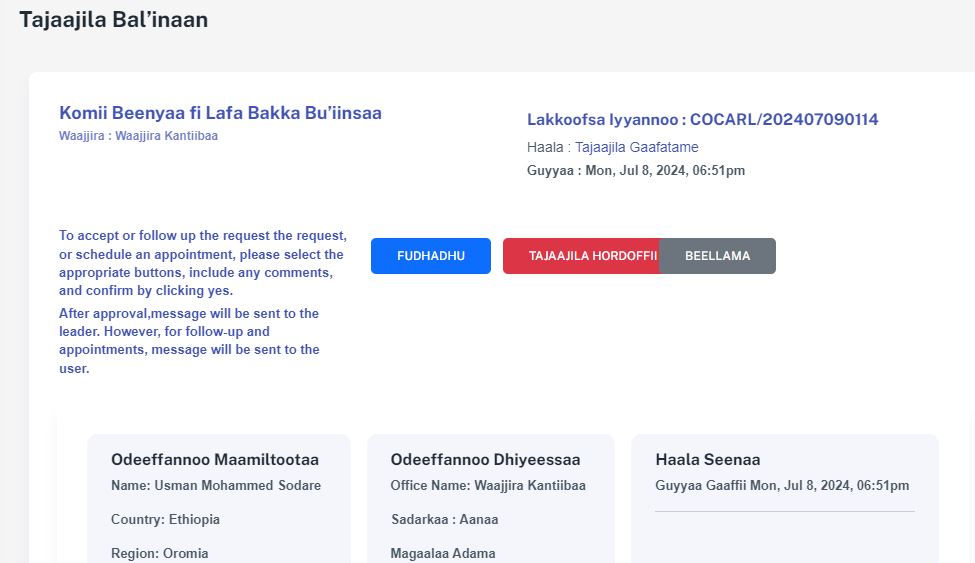 Tajaajila Bal’inaan
Komii Beenyaa fi Lafa Bakka Bu’iinsaa
Waajjira : Waajjira Kantiibaa
Lakkoofsa Iyyannoo : COCARL/202407090114
Haala : Tajaajila Gaafatame
Guyyaa : Mon, Jul 8, 2024, 06:51pm
To accept or follow up the request the request,
or schedule an appointment, please select the
appropriate buttons, include any comments,
and confirm by clicking yes.
After approval,message will be sent to the
leader. However, for follow-up and
appointments, message will be sent to the
user.
FUDHADHU
TAJAAJILA HORDOFFII
BEELLAMA
Odeeffannoo Maamiltootaa
Name: Usman Mohammed Sodare
Country: Ethiopia
Region: Oromia
Odeeffannoo Dhiyeessaa
Office Name: Waajjira Kantiibaa
Sadarkaa : Aanaa
Magaalaa Adama
Haala Seenaa
Guyyaa Gaaffii Mon, Jul 8, 2024, 06:51pm